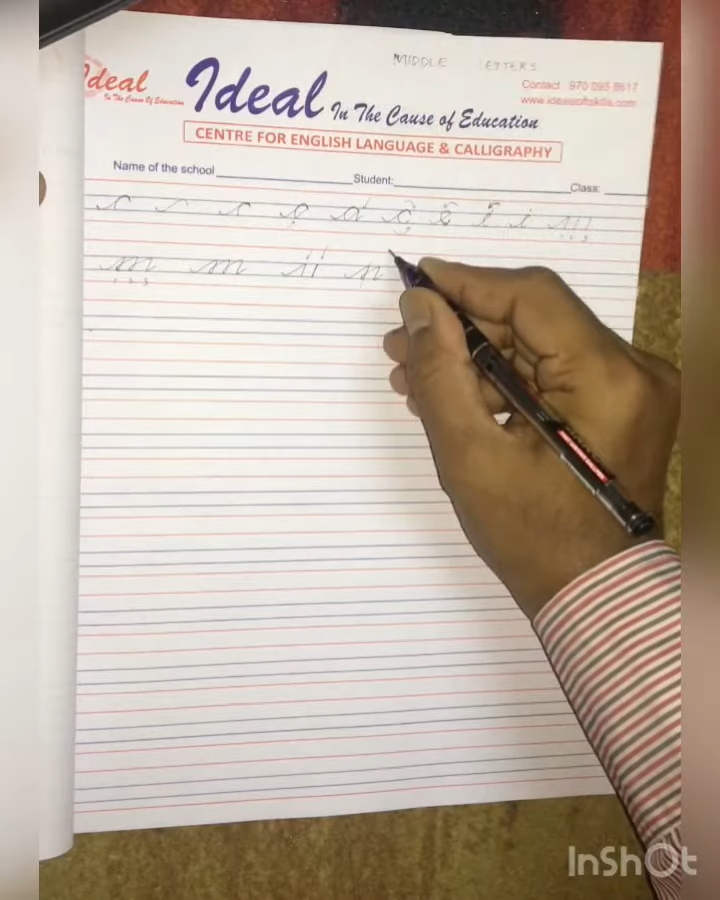 MIDDLE LETTERS
Ideal
In The Cause Of Education
Ideal In The Cause of Education
Contact 970 095 8617
www.idealsoftskills.com
CENTRE FOR ENGLISH LANGUAGE & CALLIGRAPHY
Name of the school Student: Class:
m
m m ii n
InShOt